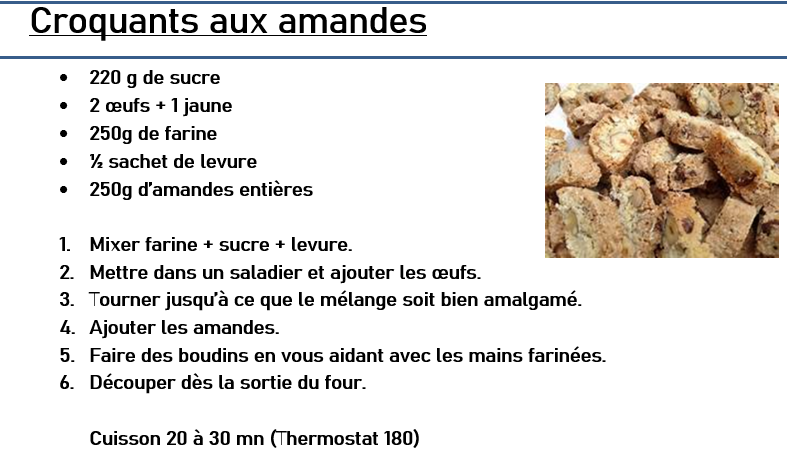 Croquants aux amandes
• 220 g de sucre
• 2 œufs + 1 jaune
• 250g de farine
• ½ sachet de levure
• 250g d’amandes entières
1. Mixer farine + sucre + levure.
2. Mettre dans un saladier et ajouter les œufs.
3. Tourner jusqu’à ce que le mélange soit bien amalgamé.
4. Ajouter les amandes.
5. Faire des boudins en vous aidant avec les mains farinées.
6. Découper dès la sortie du four.
Cuisson 20 à 30 mn (Thermostat 180)